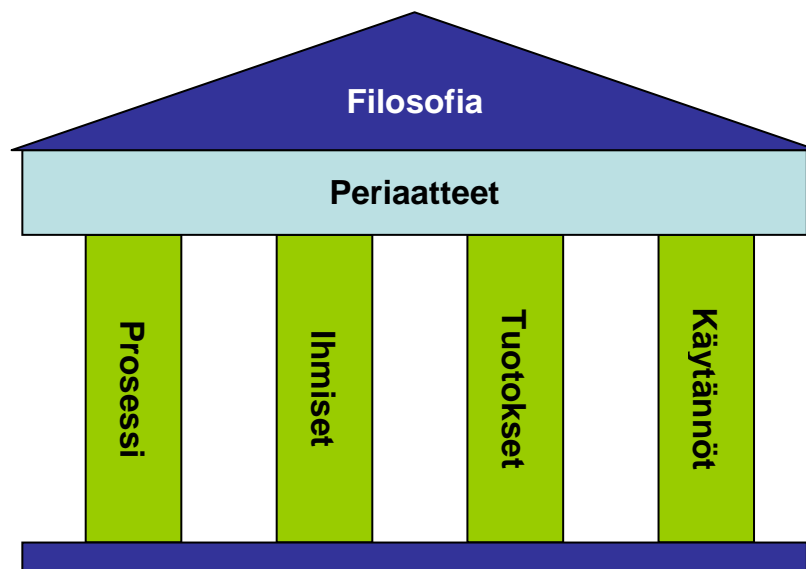 Filosofia
Periaatteet
Prosessi
Ihmiset
Tuotokset
Käytännöt